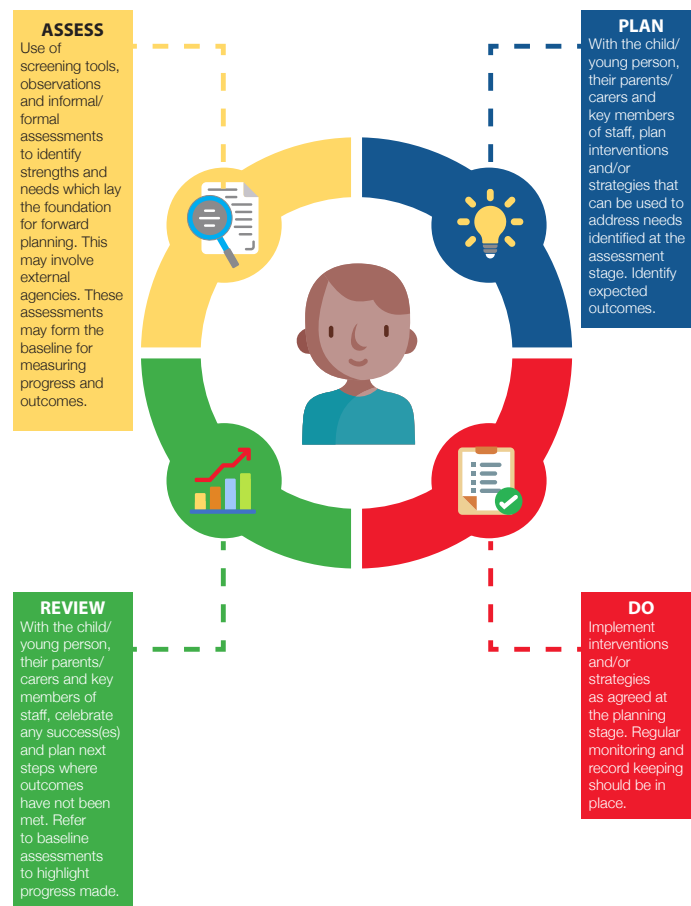 ASSESS
Use of
screening tools,
observations
and informal/
formal
assessments
to identify
strengths and
needs which lay
the foundation
for forward
planning. This
may involve
external
agencies. These
assessments
may form the
baseline for
measuring
progress and
outcomes.
PLAN
With the child/
young person,
their parents/
carers and
key members
of staff, plan
interventions
and/or
strategies that
can be used to
address needs
identified at the
assessment
stage. Identify
expected
outcomes.
REVIEW
With the child/
young person,
their parents/
carers and key
members of
staff, celebrate
any success(es)
and plan next
steps where
outcomes
have not been
met. Refer
to baseline
assessments
to highlight
progress made.
DO
Implement
interventions
and/or
strategies
as agreed at
the planning
stage. Regular
monitoring and
record keeping
should be in
place.